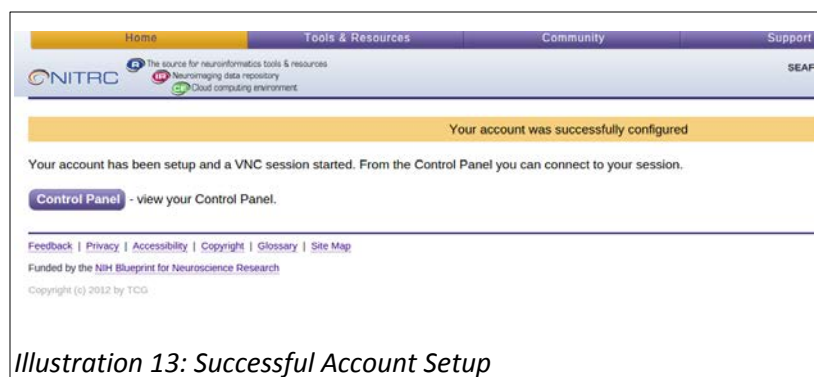 Home Tools & Resources Community Support
NITRC
R The source for neuroinformatics tools & resources
IR Neuroimaging data repository
CE Cloud computing environment
SEAF
Your account was successfully configured
Your account has been setup and a VNC session started. From the Control Panel you can connect to your session.
Control Panel - view your Control Panel.
Feedback | Privacy | Accessibility | Copyright | Glossary | Site Map
Funded by the NIH Blueprint for Neuroscience Research
Copyright (c) 2012 by TCG
Illustration 13: Successful Account Setup